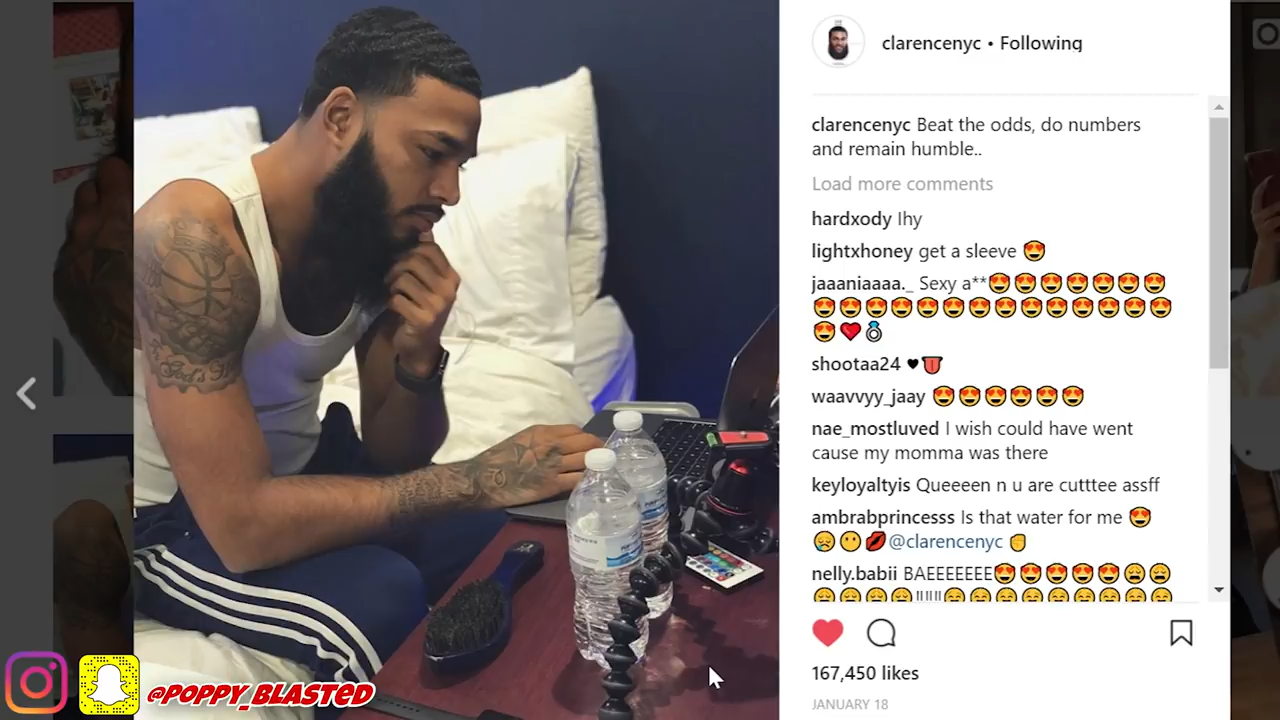 clarencenyc • Following
clarencenyc Beat the odds, do numbers
and remain humble..
Load more comments
hardxody Ihy
lightxhoney get a sleeve 😍
jaaaniaaaa._ Sexy a**😍😍😍😍😍😍😍
😍😍😍😍😍😍😍😍😍😍😍😍😍😍
😍❤️💍
shootaa24 ♥👅
waavvyy_jaay 😍😍😍😍😍😍
nae_mostluved I wish could have went
cause my momma was there
keyloyaltyis Queeeen n u are cutttee assff
ambrabprincesss Is that water for me 😍
😥😶💋@clarencenyc ✊
nelly.babii BAEEEEEEE😍😍😍😍😍😩😩
167,450 likes
JANUARY 18
@POPPY_BLASTED